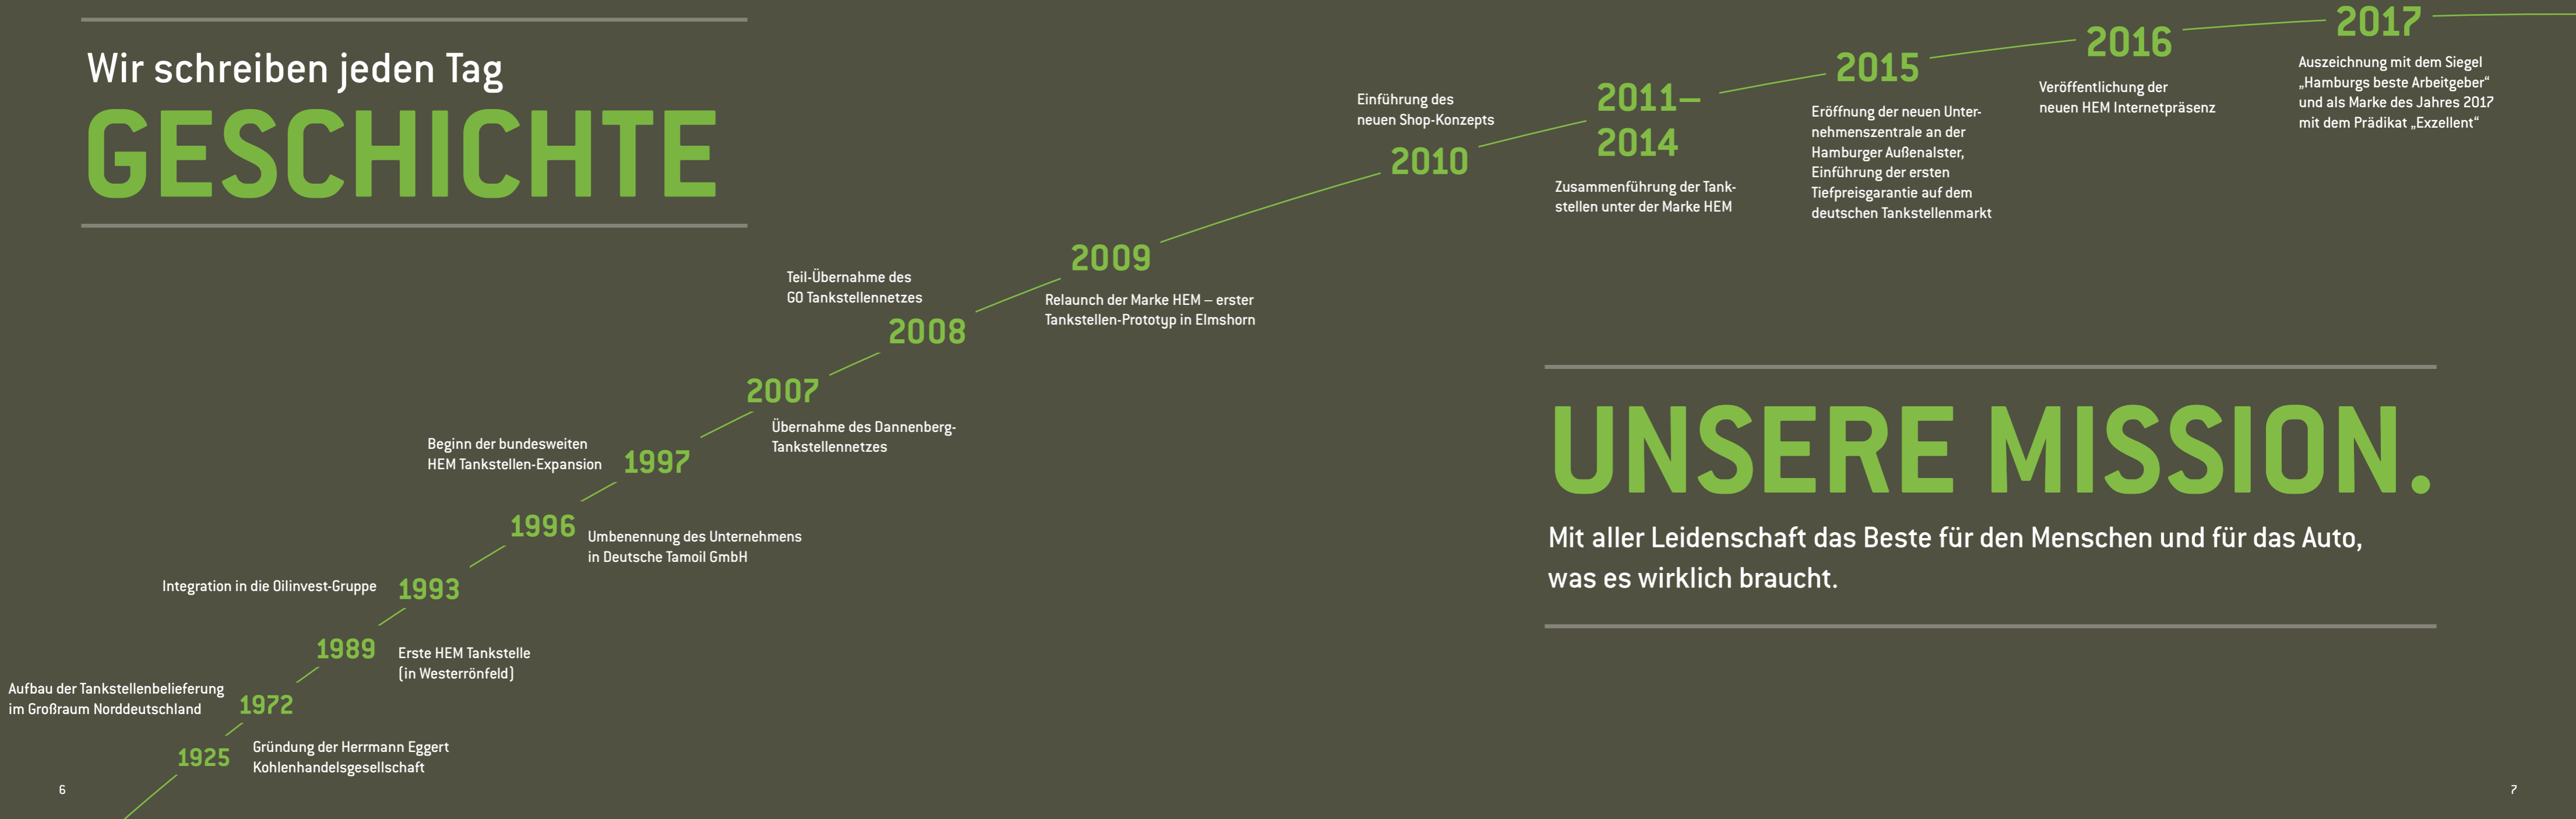 Wir schreiben jeden Tag
GESCHICHTE
1925
Gründung der Herrmann Eggert
Kohlenhandelsgesellschaft
Aufbau der Tankstellenbelieferung
im Großraum Norddeutschland
1972
1989
Erste HEM Tankstelle
(in Westerrönfeld)
Integration in die Oilinvest-Gruppe
1993
1996
Umbenennung des Unternehmens
in Deutsche Tamoil GmbH
Beginn der bundesweiten
HEM Tankstellen-Expansion
1997
2007
Übernahme des Dannenberg-
Tankstellennetzes
Teil-Übernahme des
GO Tankstellennetzes
2008
2009
Relaunch der Marke HEM – erster
Tankstellen-Prototyp in Elmshorn
Einführung des
neuen Shop-Konzepts
2010
2011–
2014
Zusammenführung der Tank-
stellen unter der Marke HEM
2015
Eröffnung der neuen Unter-
nehmenszentrale an der
Hamburger Außenalster,
Einführung der ersten
Tiefpreisgarantie auf dem
deutschen Tankstellenmarkt
2016
Veröffentlichung der
neuen HEM Internetpräsenz
2017
Auszeichnung mit dem Siegel
„Hamburgs beste Arbeitgeber“
und als Marke des Jahres 2017
mit dem Prädikat „Exzellent“
UNSERE MISSION.
Mit aller Leidenschaft das Beste für den Menschen und für das Auto,
was es wirklich braucht.
6
7